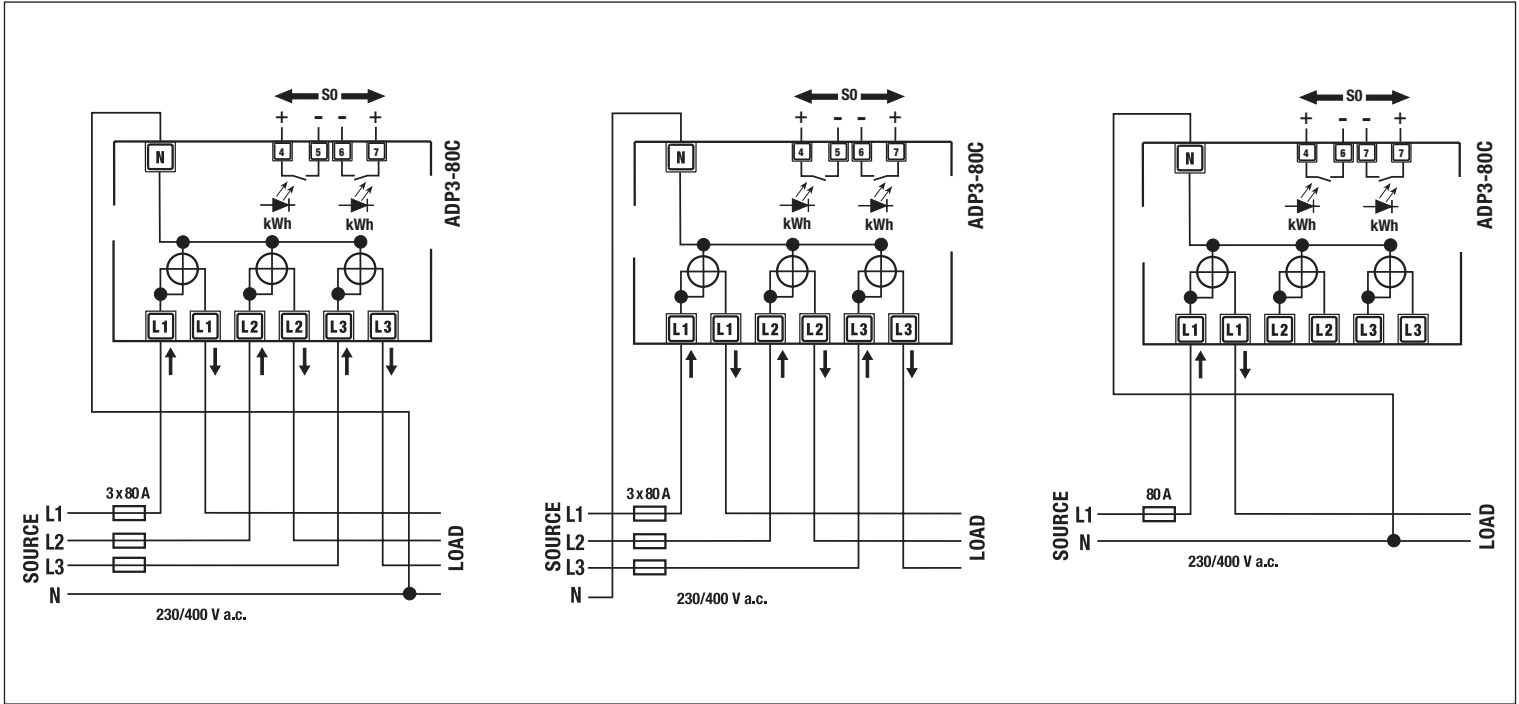 S0
+ - - +
N 4 5 6 7
ADP3-80C
kWh kWh
L1 L1 L2 L2 L3 L3
3 x 80 A
SOURCE
L1
L2
L3
N
LOAD
230/400 V a.c.
S0
+ - - +
N 4 5 6 7
ADP3-80C
kWh kWh
L1 L1 L2 L2 L3 L3
3 x 80 A
SOURCE
L1
L2
L3
N
LOAD
230/400 V a.c.
S0
+ - - +
N 4 6 7 7
ADP3-80C
kWh kWh
L1 L1 L2 L2 L3 L3
80 A
SOURCE
L1
N
LOAD
230/400 V a.c.